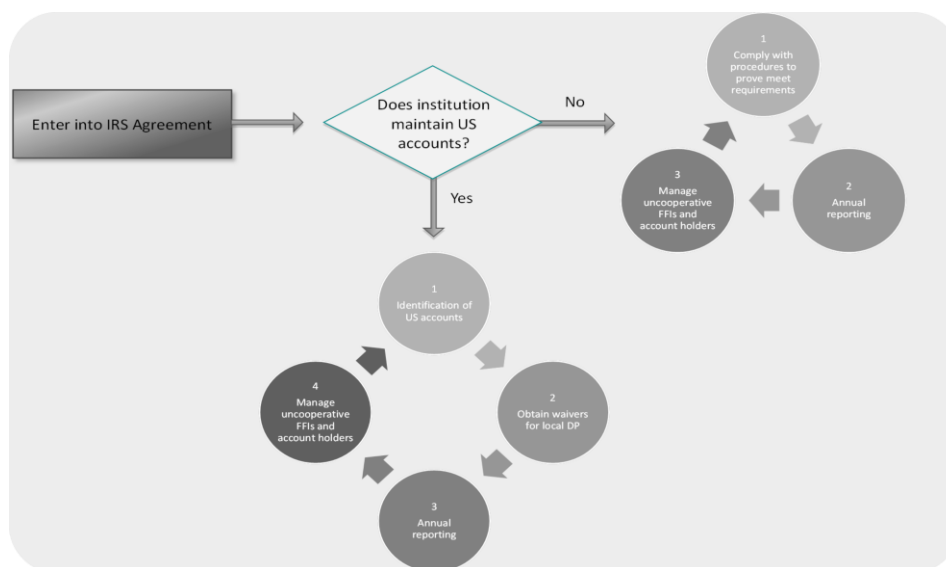 Enter into IRS Agreement
Does institution
maintain US
accounts?
No
Yes
1
Comply with
procedures to
prove meet
requirements
2
Annual
reporting
3
Manage
uncooperative
FFIs and
account holders
1
Identification of
US accounts
2
Obtain waivers
for local DP
3
Annual
reporting
4
Manage
uncooperative
FFIs and
account holders